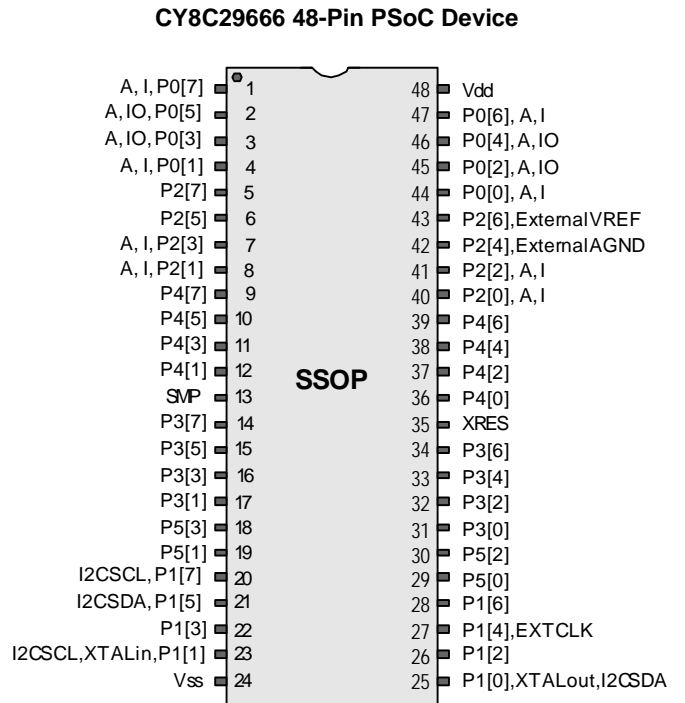 CY8C29666 48-Pin PSoC Device
A, I, P0[7] 1 48 Vdd
A, IO, P0[5] 2 47 P0[6], A, I
A, IO, P0[3] 3 46 P0[4], A, IO
A, I, P0[1] 4 45 P0[2], A, IO
P2[7] 5 44 P0[0], A, I
P2[5] 6 43 P2[6], External VREF
A, I, P2[3] 7 42 P2[4], External AGND
A, I, P2[1] 8 41 P2[2], A, I
P4[7] 9 40 P2[0], A, I
P4[5] 10 39 P4[6]
P4[3] 11 38 P4[4]
P4[1] 12 SSOP 37 P4[2]
SMP 13 36 P4[0]
P3[7] 14 35 XRES
P3[5] 15 34 P3[6]
P3[3] 16 33 P3[4]
P3[1] 17 32 P3[2]
P5[3] 18 31 P3[0]
P5[1] 19 30 P5[2]
I2CSCL, P1[7] 20 29 P5[0]
I2CSDA, P1[5] 21 28 P1[6]
P1[3] 22 27 P1[4], EXTCLK
I2CSCL, XTALin, P1[1] 23 26 P1[2]
Vss 24 25 P1[0], XTALout, I2CSDA